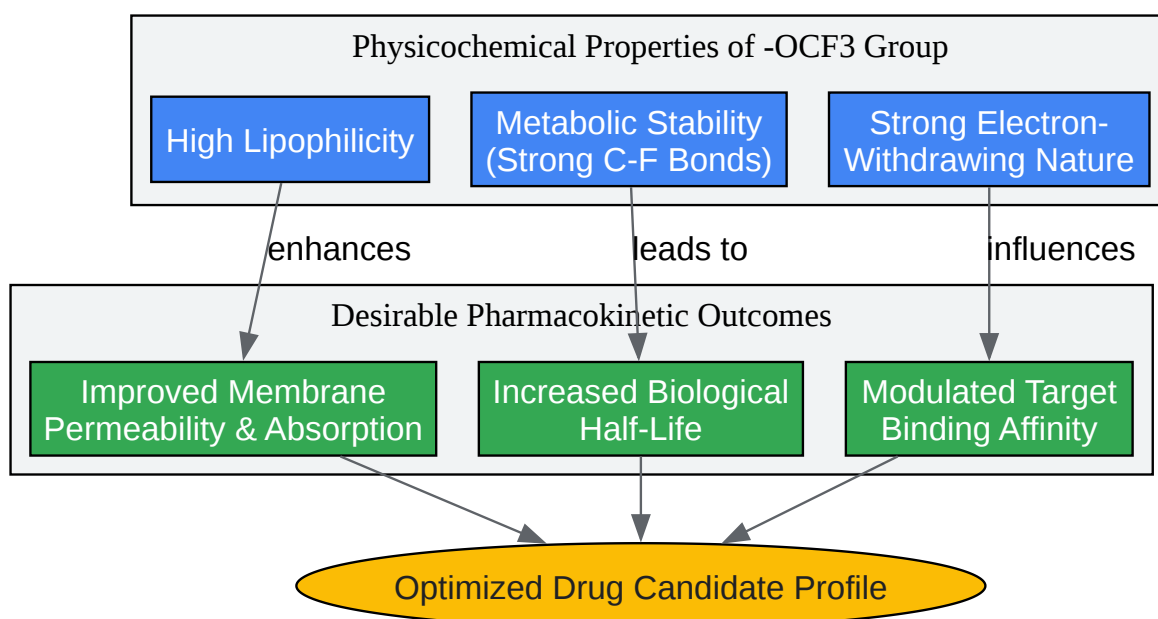 Physicochemical Properties of -OCF3 Group
High Lipophilicity
Metabolic Stability
(Strong C-F Bonds)
Strong Electron-
Withdrawing Nature
enhances
leads to
influences
Desirable Pharmacokinetic Outcomes
Improved Membrane
Permeability & Absorption
Increased Biological
Half-Life
Modulated Target
Binding Affinity
Optimized Drug Candidate Profile